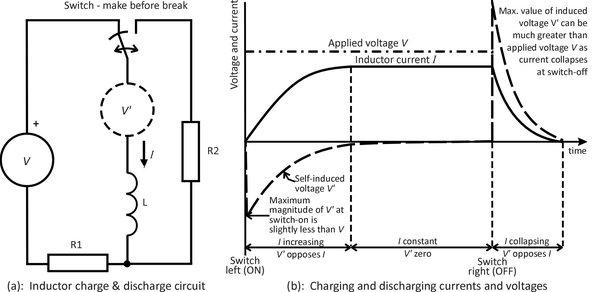 (a)
Switch - make before break
V'
+
V
I
L
R2
R1
(a): Inductor charge & discharge circuit
(b)
Voltage and current
Applied voltage V
Inductor current I
Max. value of induced
voltage V' can be
much greater than
applied voltage V as
current collapses
at switch-off
time
Self-induced
voltage V'
Maximum
magnitude of V' at
switch-on is
slightly less than V
I increasing
V' opposes I
I constant
V' zero
I collapsing
V' opposes I
Switch
left (ON)
Switch
right (OFF)
(b): Charging and discharging currents and voltages